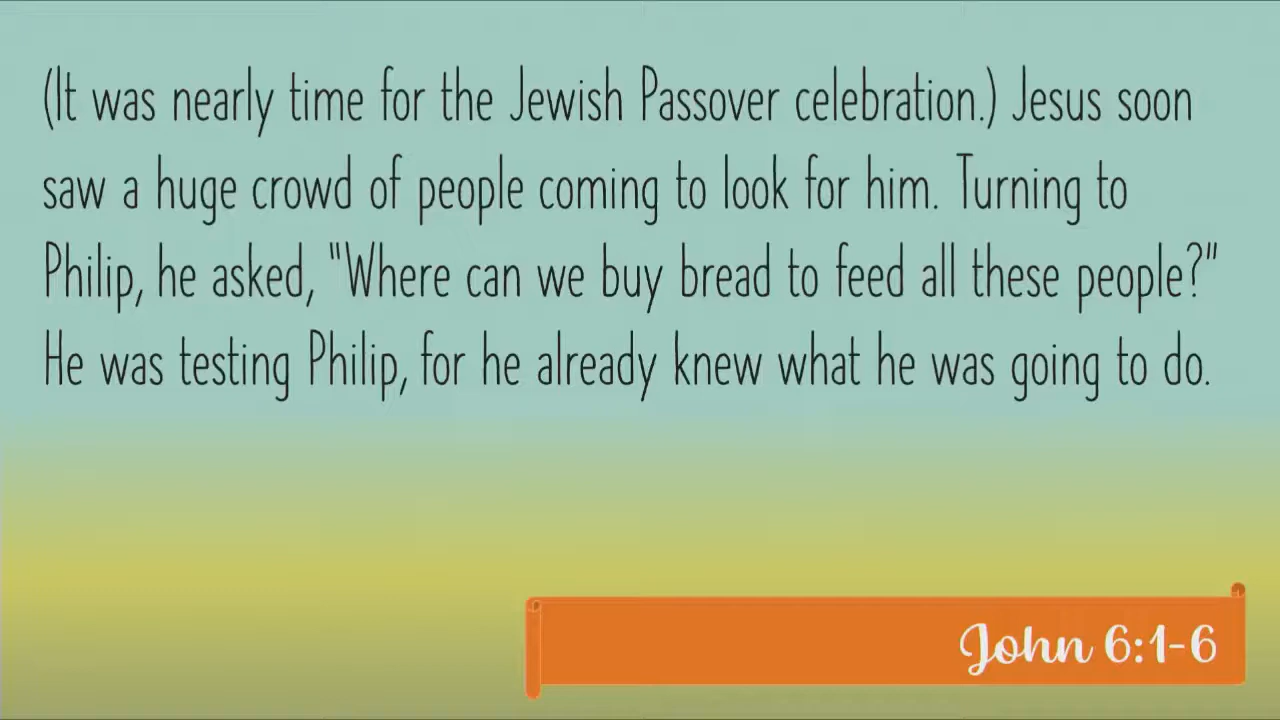 (It was nearly time for the Jewish Passover celebration.) Jesus soon
saw a huge crowd of people coming to look for him. Turning to
Philip, he asked, "Where can we buy bread to feed all these people?"
He was testing Philip, for he already knew what he was going to do.
John 6:1-6